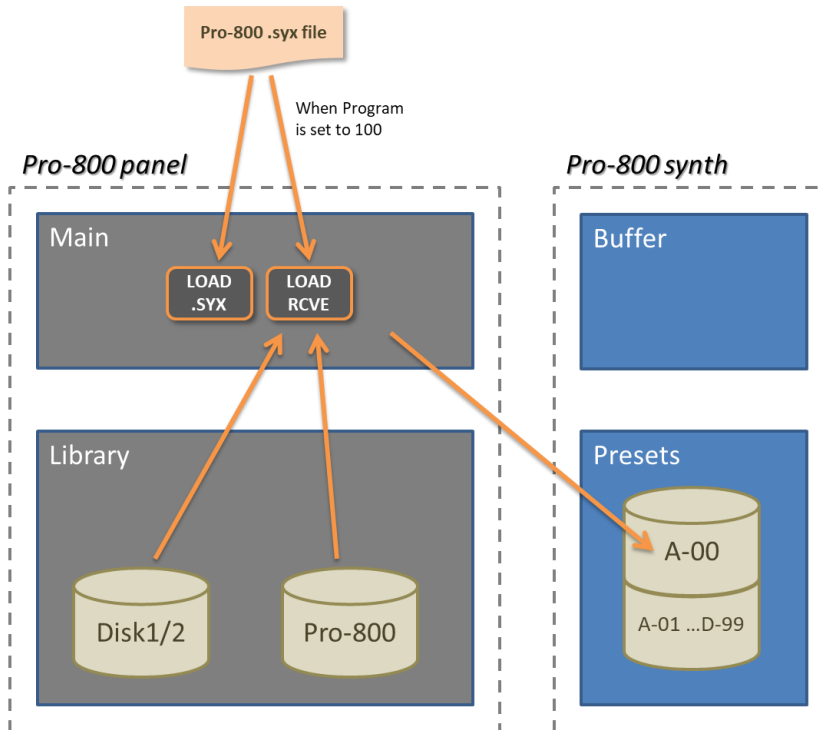 Pro-800 .syx file
When Program
is set to 100
Pro-800 panel
Pro-800 synth
Main
Buffer
LOAD
.SYX
LOAD
RCVE
Library
Presets
A-00
Disk1/2
Pro-800
A-01 ...D-99